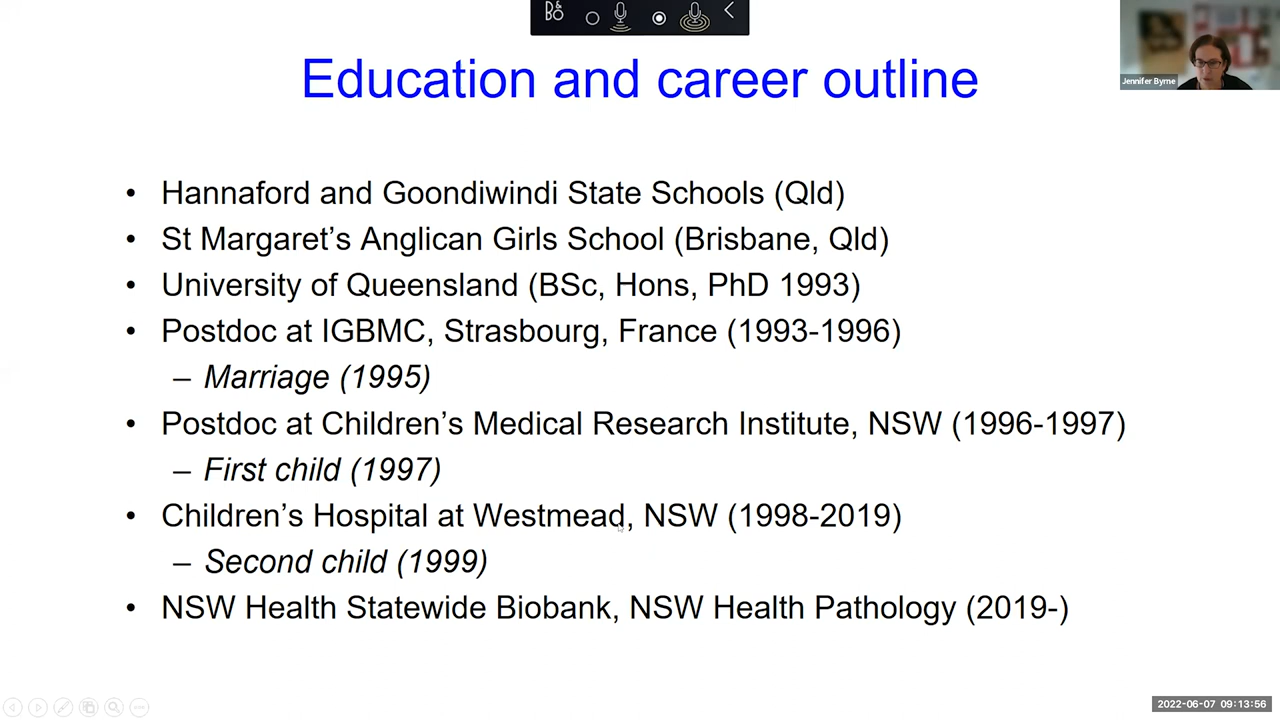 B&O
Education and career outline
Jennifer Byrne
• Hannaford and Goondiwindi State Schools (Qld)
• St Margaret's Anglican Girls School (Brisbane, Qld)
• University of Queensland (BSc, Hons, PhD 1993)
• Postdoc at IGBMC, Strasbourg, France (1993-1996)
– Marriage (1995)
• Postdoc at Children's Medical Research Institute, NSW (1996-1997)
– First child (1997)
• Children's Hospital at Westmead, NSW (1998-2019)
– Second child (1999)
• NSW Health Statewide Biobank, NSW Health Pathology (2019-)
2022-06-07 09:13:56